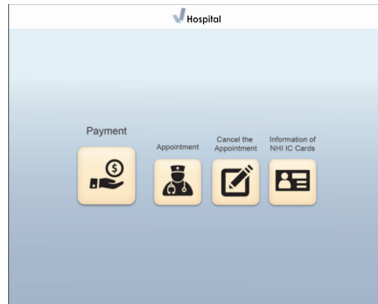 Hospital
Payment
Appointment
Cancel the
Appointment
Information of
NHI IC Cards